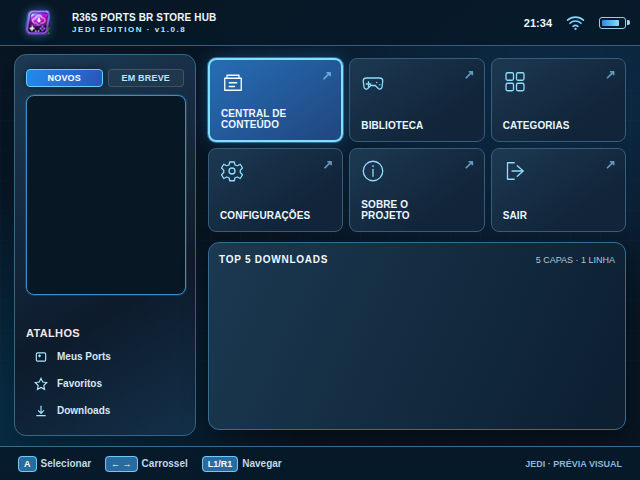 R36S PORTS BR STORE HUB
JEDI EDITION · v1.0.8
21:34
NOVOS
EM BREVE
ATALHOS
Meus Ports
Favoritos
Downloads
CENTRAL DE
CONTEÚDO
BIBLIOTECA
CATEGORIAS
CONFIGURAÇÕES
SOBRE O
PROJETO
SAIR
TOP 5 DOWNLOADS
5 CAPAS · 1 LINHA
A Selecionar
← → Carrossel
L1/R1 Navegar
JEDI · PRÉVIA VISUAL